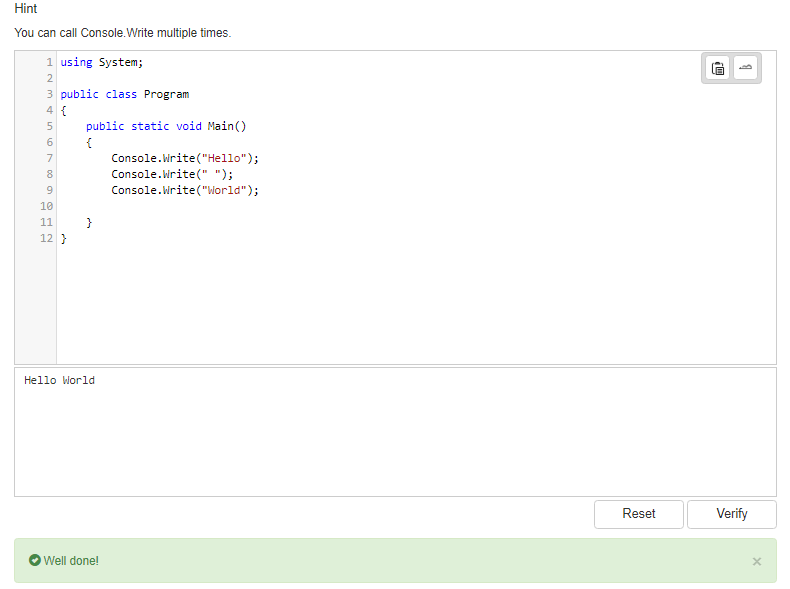 Hint
You can call Console.Write multiple times.
1 using System;
2
3 public class Program
4 {
5     public static void Main()
6     {
7         Console.Write("Hello");
8         Console.Write(" ");
9         Console.Write("World");
10
11     }
12 }
Hello World
Reset Verify
Well done! ×